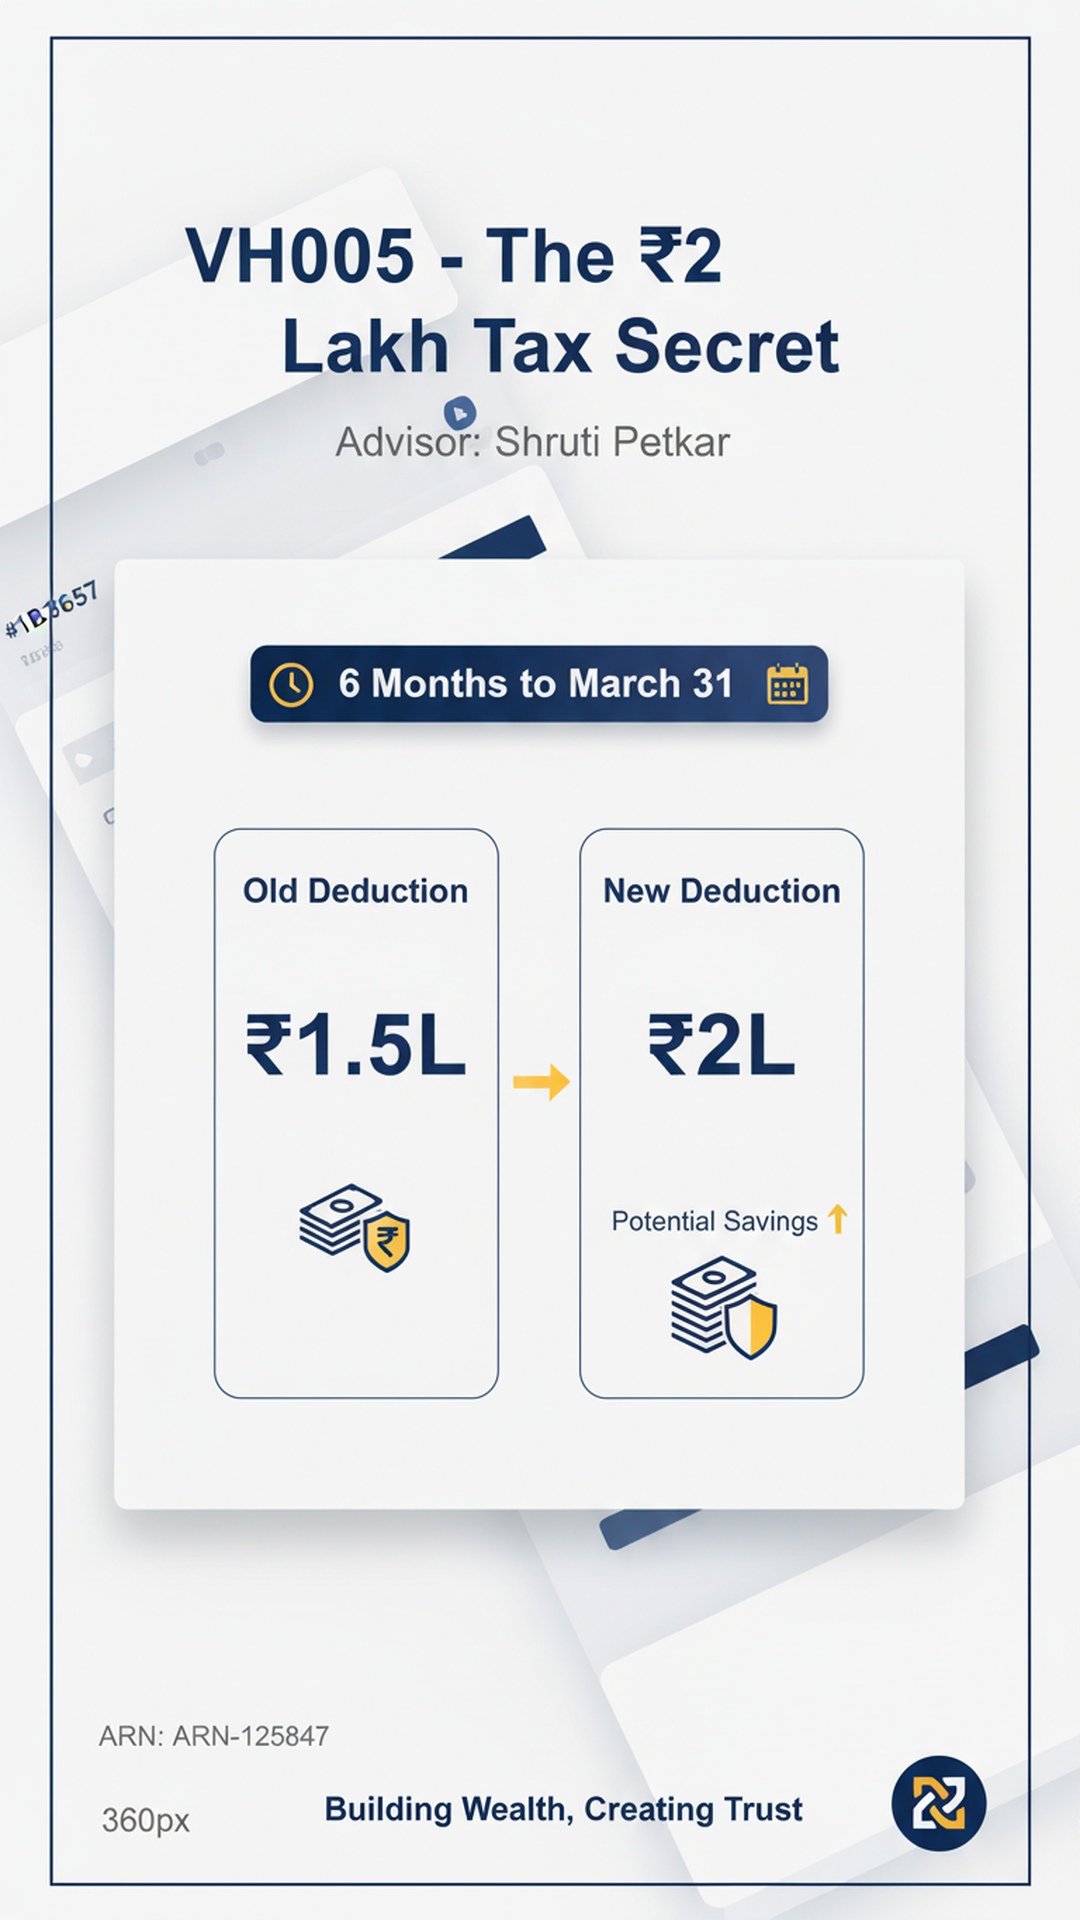 VH005 - The ₹2
Lakh Tax Secret
Advisor: Shruti Petkar
#1B3657
6 Months to March 31
Old Deduction
₹1.5L
₹
New Deduction
₹2L
Potential Savings
ARN: ARN-125847
360px
Building Wealth, Creating Trust